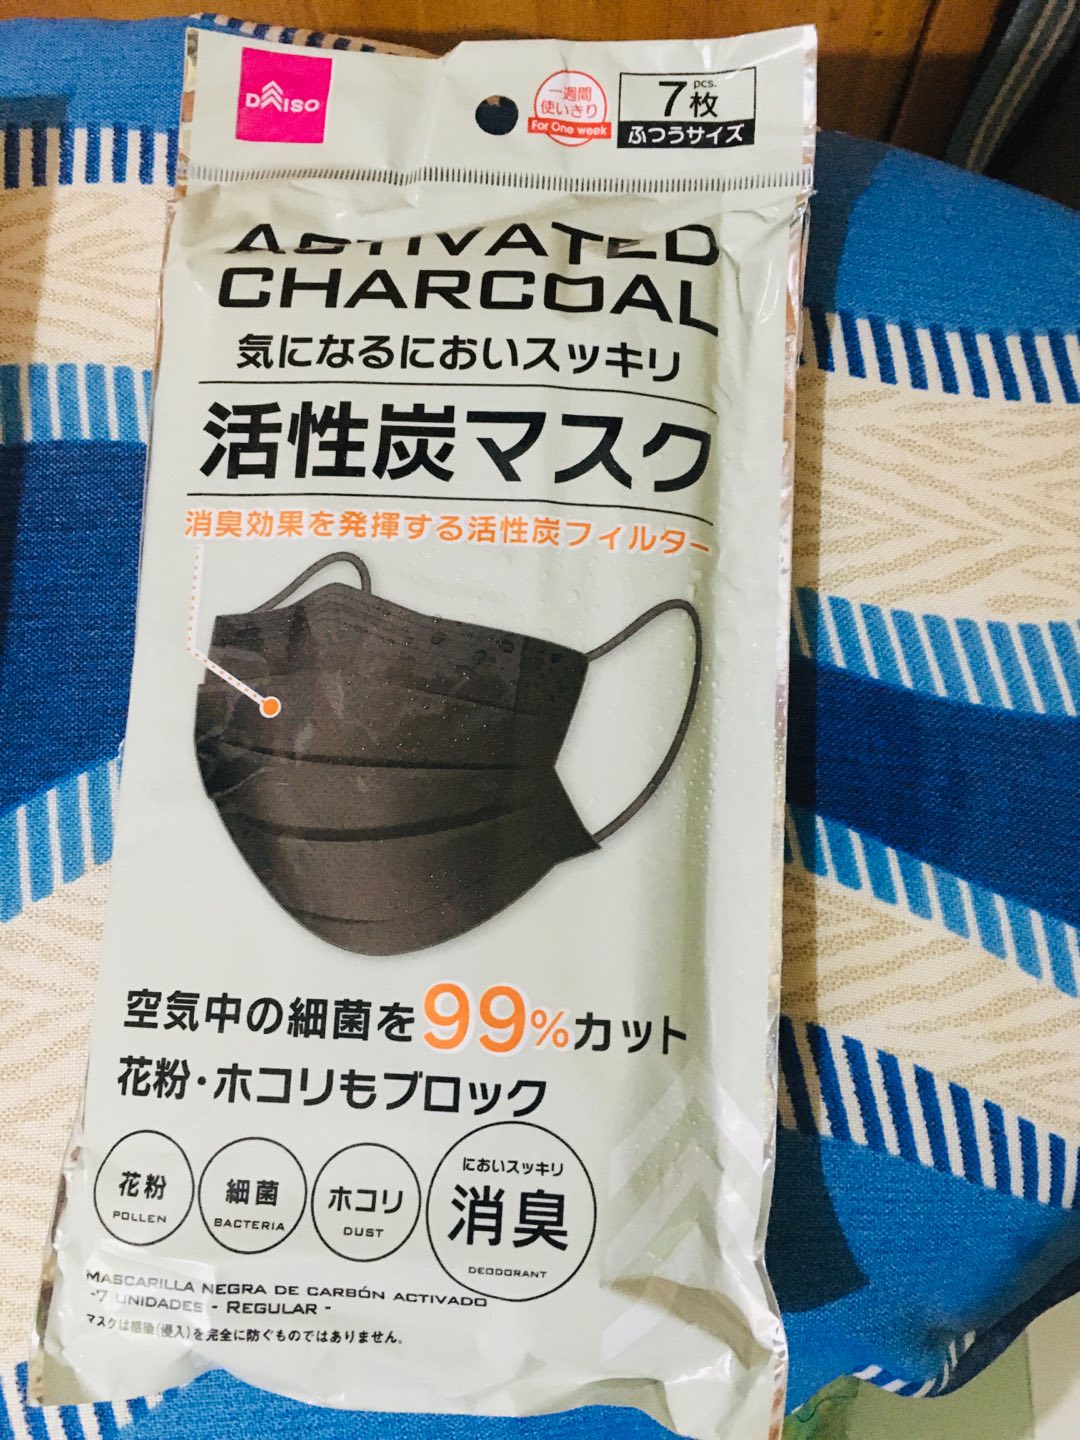 DAISO
一週間
使いきり
For One week
7枚
pcs.
ふつうサイズ
ACTIVATED
CHARCOAL
気になるにおいスッキリ
活性炭マスク
消臭効果を発揮する活性炭フィルター
空気中の細菌を99%カット
花粉・ホコリもブロック
花粉
POLLEN
細菌
BACTERIA
ホコリ
DUST
においスッキリ
消臭
DEODORANT
MASCARILLA NEGRA DE CARBÓN ACTIVADO
-7 UNIDADES - REGULAR -
マスクは感染(侵入)を完全に防ぐものではありません。